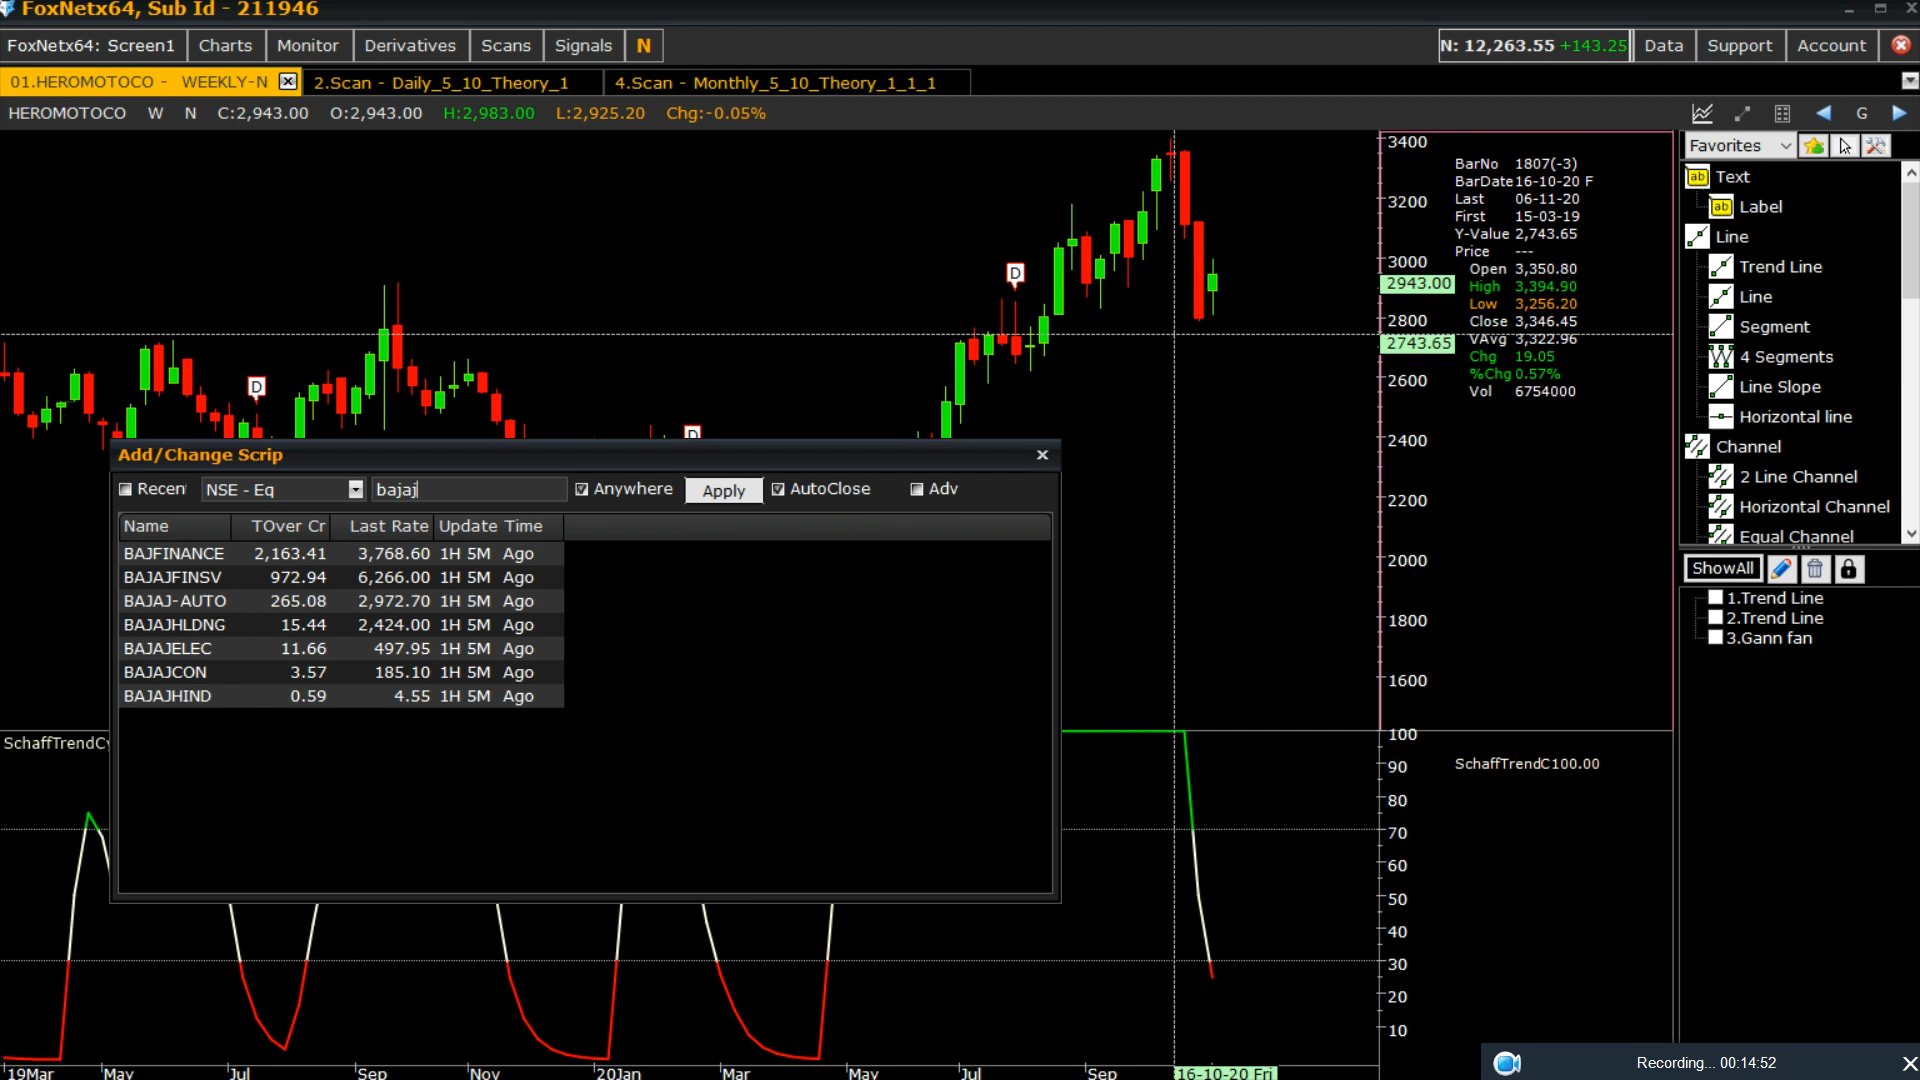 FoxNetx64, Sub Id - 211946
FoxNetx64: Screen1 Charts Monitor Derivatives Scans Signals N N: 12,263.55 +143.25 Data Support Account
01.HEROMOTOCO - WEEKLY-N 2.Scan - Daily_5_10_Theory_1 4.Scan - Monthly_5_10_Theory_1_1_1
HEROMOTOCO W N C:2,943.00 O:2,943.00 H:2,983.00 L:2,925.20 Chg:-0.05% G
3400
3200
3000
2943.00
2800
2743.65
2600
2400
2200
2000
1800
1600
BarNo 1807(-3)
BarDate16-10-20 F
Last 06-11-20
First 15-03-19
Y-Value 2,743.65
Price ---
Open 3,350.80
High 3,394.90
Low 3,256.20
Close 3,346.45
VAvg 3,322.96
Chg 19.05
%Chg 0.57%
Vol 6754000
D
D
D
Favorites
ab Text
ab Label
Line
Trend Line
Line
Segment
4 Segments
Line Slope
Horizontal line
Channel
2 Line Channel
Horizontal Channel
Equal Channel
ShowAll
1.Trend Line
2.Trend Line
3.Gann fan
Add/Change Scrip
Recen NSE - Eq bajaj Anywhere Apply AutoClose Adv
Name TOver Cr Last Rate Update Time
BAJFINANCE 2,163.41 3,768.60 1H 5M Ago
BAJAJFINSV 972.94 6,266.00 1H 5M Ago
BAJAJ-AUTO 265.08 2,972.70 1H 5M Ago
BAJAJHLDNG 15.44 2,424.00 1H 5M Ago
BAJAJELEC 11.66 497.95 1H 5M Ago
BAJAJCON 3.57 185.10 1H 5M Ago
BAJAJHIND 0.59 4.55 1H 5M Ago
SchaffTrendCy
100
90
80
70
60
50
40
30
20
10
SchaffTrendC100.00
19Mar May Jul Sep Nov 20Jan Mar May Jul Sep 16-10-20 Fri
Recording... 00:14:52